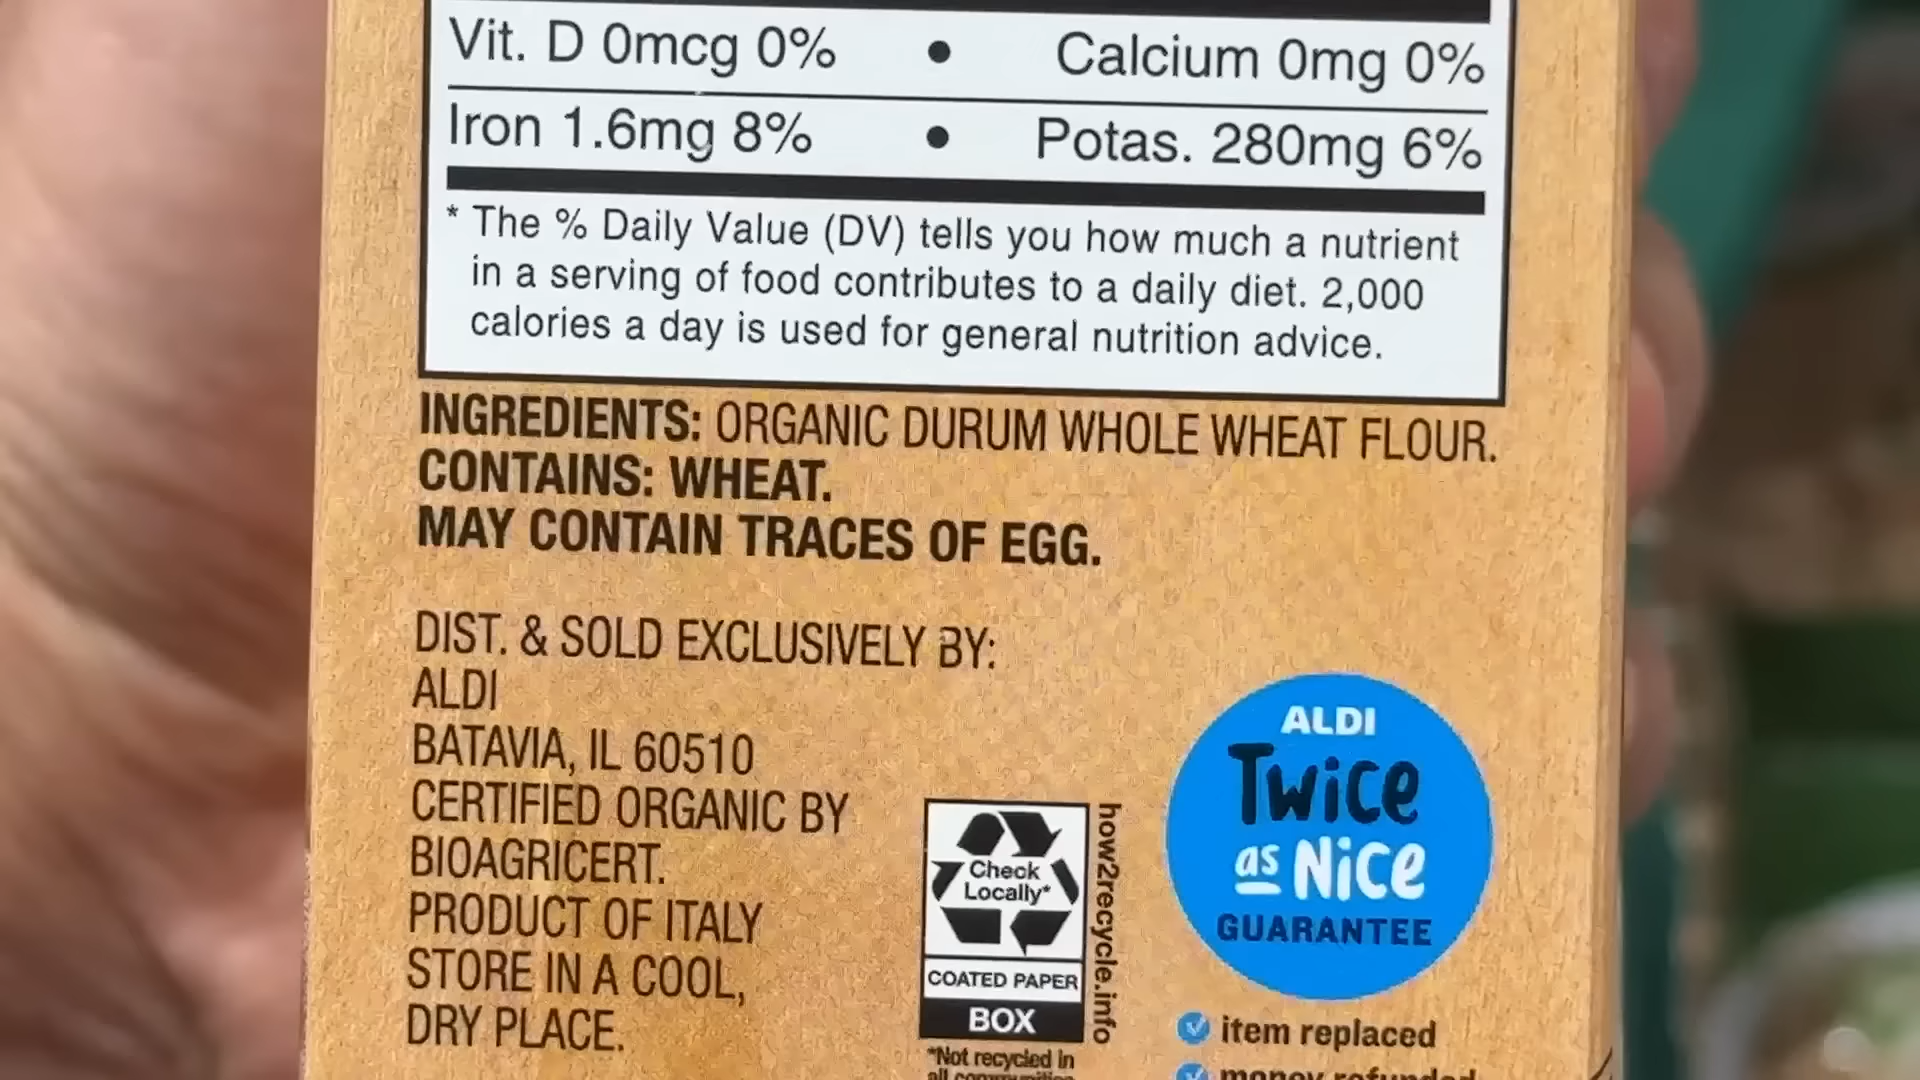 Vit. D 0mcg 0% • Calcium 0mg 0%
Iron 1.6mg 8% • Potas. 280mg 6%
* The % Daily Value (DV) tells you how much a nutrient
in a serving of food contributes to a daily diet. 2,000
calories a day is used for general nutrition advice.
INGREDIENTS: ORGANIC DURUM WHOLE WHEAT FLOUR.
CONTAINS: WHEAT.
MAY CONTAIN TRACES OF EGG.
DIST. & SOLD EXCLUSIVELY BY:
ALDI
BATAVIA, IL 60510
CERTIFIED ORGANIC BY
BIOAGRICERT.
PRODUCT OF ITALY
STORE IN A COOL,
DRY PLACE.
Check
Locally*
COATED PAPER
BOX
*Not recycled in
all communities
how2recycle.info
ALDI
Twice
as Nice
GUARANTEE
item replaced
money refunded